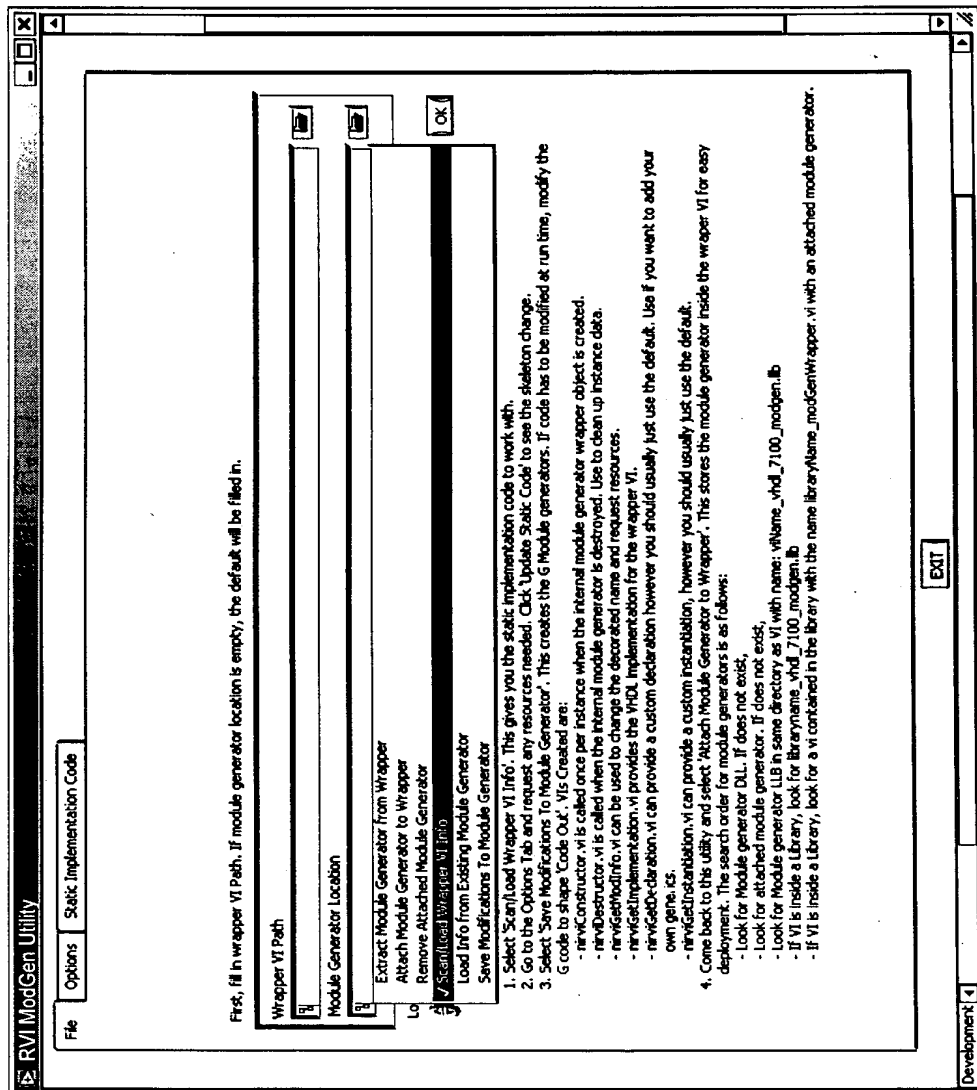 RVI ModGen Utility
File
Options
Static Implementation Code
First, fill in wrapper VI Path. If module generator location is empty, the default will be filled in.
Wrapper VI Path
Module Generator Location
Extract Module Generator from Wrapper
Attach Module Generator to Wrapper
Remove Attached Module Generator
Lo
✓ Scan/Load Wrapper VI Info
OK
Load Info from Existing Module Generator
Save Modifications To Module Generator
1. Select 'Scan/Load Wrapper VI Info'. This gives you the static implementation code to work with.
2. Go to the Options Tab and request any resources needed. Click 'Update Static Code' to see the skeleton change.
3. Select 'Save Modifications To Module Generator'. This creates the G Module generators. If code has to be modified at run time, modify the
G code to shape 'Code Out'. VIs Created are:
- nirviConstructor.vi is called once per instance when the internal module generator wrapper object is created.
- nirviDestructor.vi is called when the internal module generator is destroyed. Use to clean up instance data.
- nirviGetModInfo.vi can be used to change the decorated name and request resources.
- nirviGetImplementation.vi provides the VHDL implementation for the wrapper VI.
- nirviGetDeclaration.vi can provide a custom declaration however you should usually just use the default. Use if you want to add your
own gene.ics.
- nirviGetInstantiation.vi can provide a custom instantiation, however you should usually just use the default.
4. Come back to this utility and select 'Attach Module Generator to Wrapper'. This stores the module generator inside the wraper VI for easy
deployment. The search order for module generators is as follows:
- Look for Module generator DLL. If does not exist,
- Look for attached module generator. If does not exist,
- Look for Module generator LLB in same directory as VI with name: viName_vhdl_7100_modgen.llb
- If VI is inside a Library, look for libraryname_vhdl_7100_modgen.llb
- If VI is inside a Library, look for a vi contained in the library with the name libraryName_modGenWrapper.vi with an attached module generator.
EXIT
Development